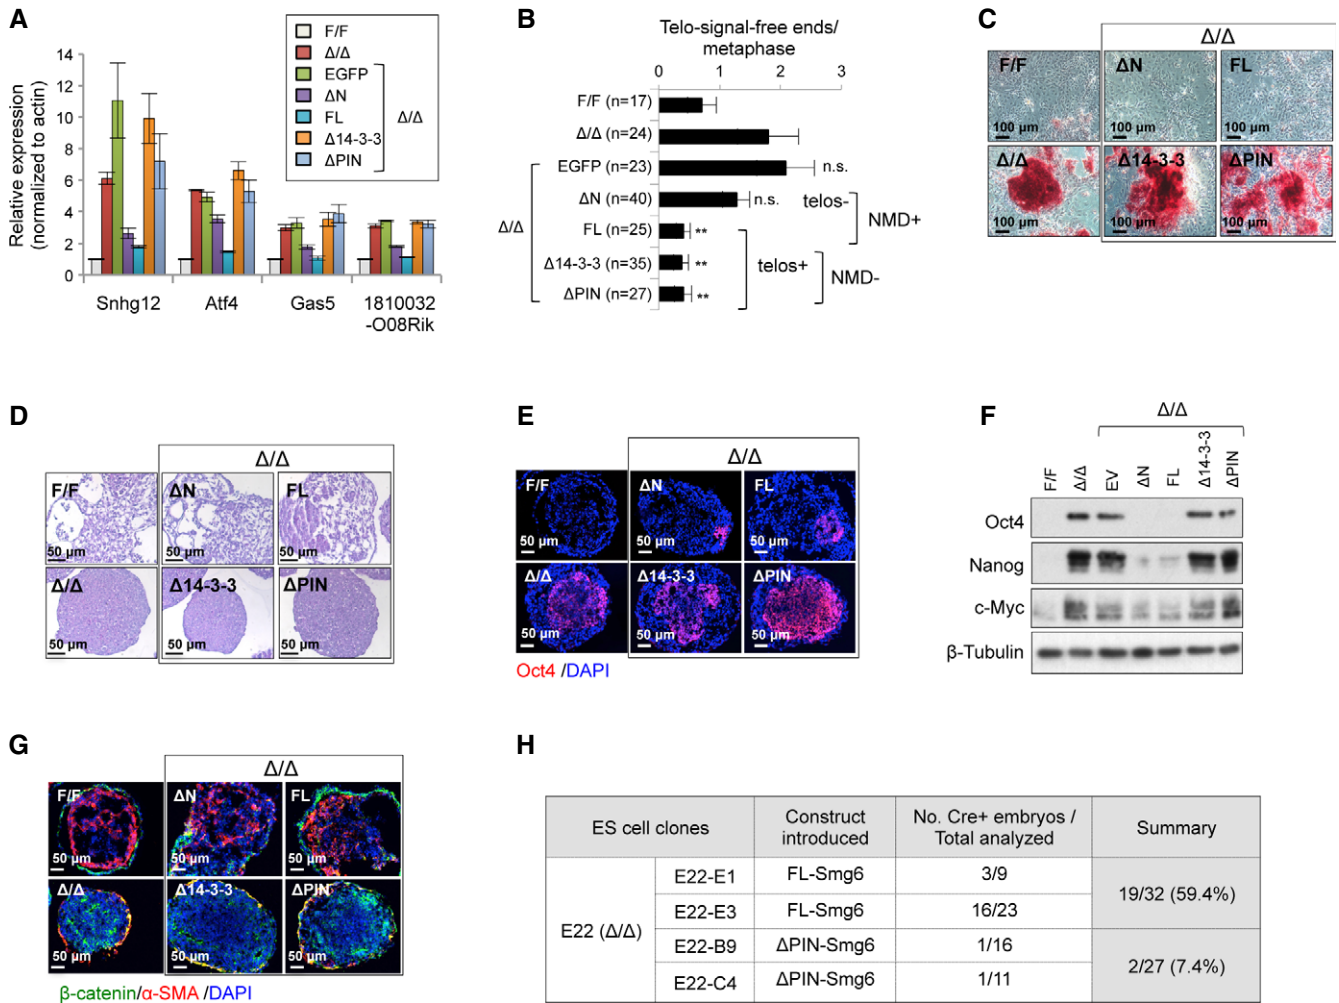 A
F/F
Δ/Δ
EGFP
ΔN
FL
Δ14-3-3
ΔPIN
Δ/Δ
Relative expression
(normalized to actin)
14
12
10
8
6
4
2
0
Snhg12
Atf4
Gas5
1810032
-O08Rik
B
Telo-signal-free ends/
metaphase
0 1 2 3
F/F (n=17)
Δ/Δ (n=24)
EGFP (n=23) n.s.
ΔN (n=40) n.s.
FL (n=25) **
Δ14-3-3 (n=35) **
ΔPIN (n=27) **
Δ/Δ
telos-
NMD+
telos+
NMD-
C
Δ/Δ
F/F
100 µm
ΔN
100 µm
FL
100 µm
Δ/Δ
100 µm
Δ14-3-3
100 µm
ΔPIN
100 µm
D
Δ/Δ
F/F
50 µm
ΔN
50 µm
FL
50 µm
Δ/Δ
50 µm
Δ14-3-3
50 µm
ΔPIN
50 µm
E
Δ/Δ
F/F
50 µm
ΔN
50 µm
FL
50 µm
Δ/Δ
50 µm
Δ14-3-3
50 µm
ΔPIN
50 µm
Oct4 /DAPI
F
Δ/Δ
F/F
Δ/Δ
EV
ΔN
FL
Δ14-3-3
ΔPIN
Oct4
Nanog
c-Myc
β-Tubulin
G
Δ/Δ
F/F
50 µm
ΔN
50 µm
FL
50 µm
Δ/Δ
50 µm
Δ14-3-3
50 µm
ΔPIN
50 µm
β-catenin/α-SMA /DAPI
H
ES cell clones
Construct
introduced
No. Cre+ embryos /
Total analyzed
Summary
E22 (Δ/Δ)
E22-E1 FL-Smg6 3/9
E22-E3 FL-Smg6 16/23
19/32 (59.4%)
E22-B9 ΔPIN-Smg6 1/16
E22-C4 ΔPIN-Smg6 1/11
2/27 (7.4%)